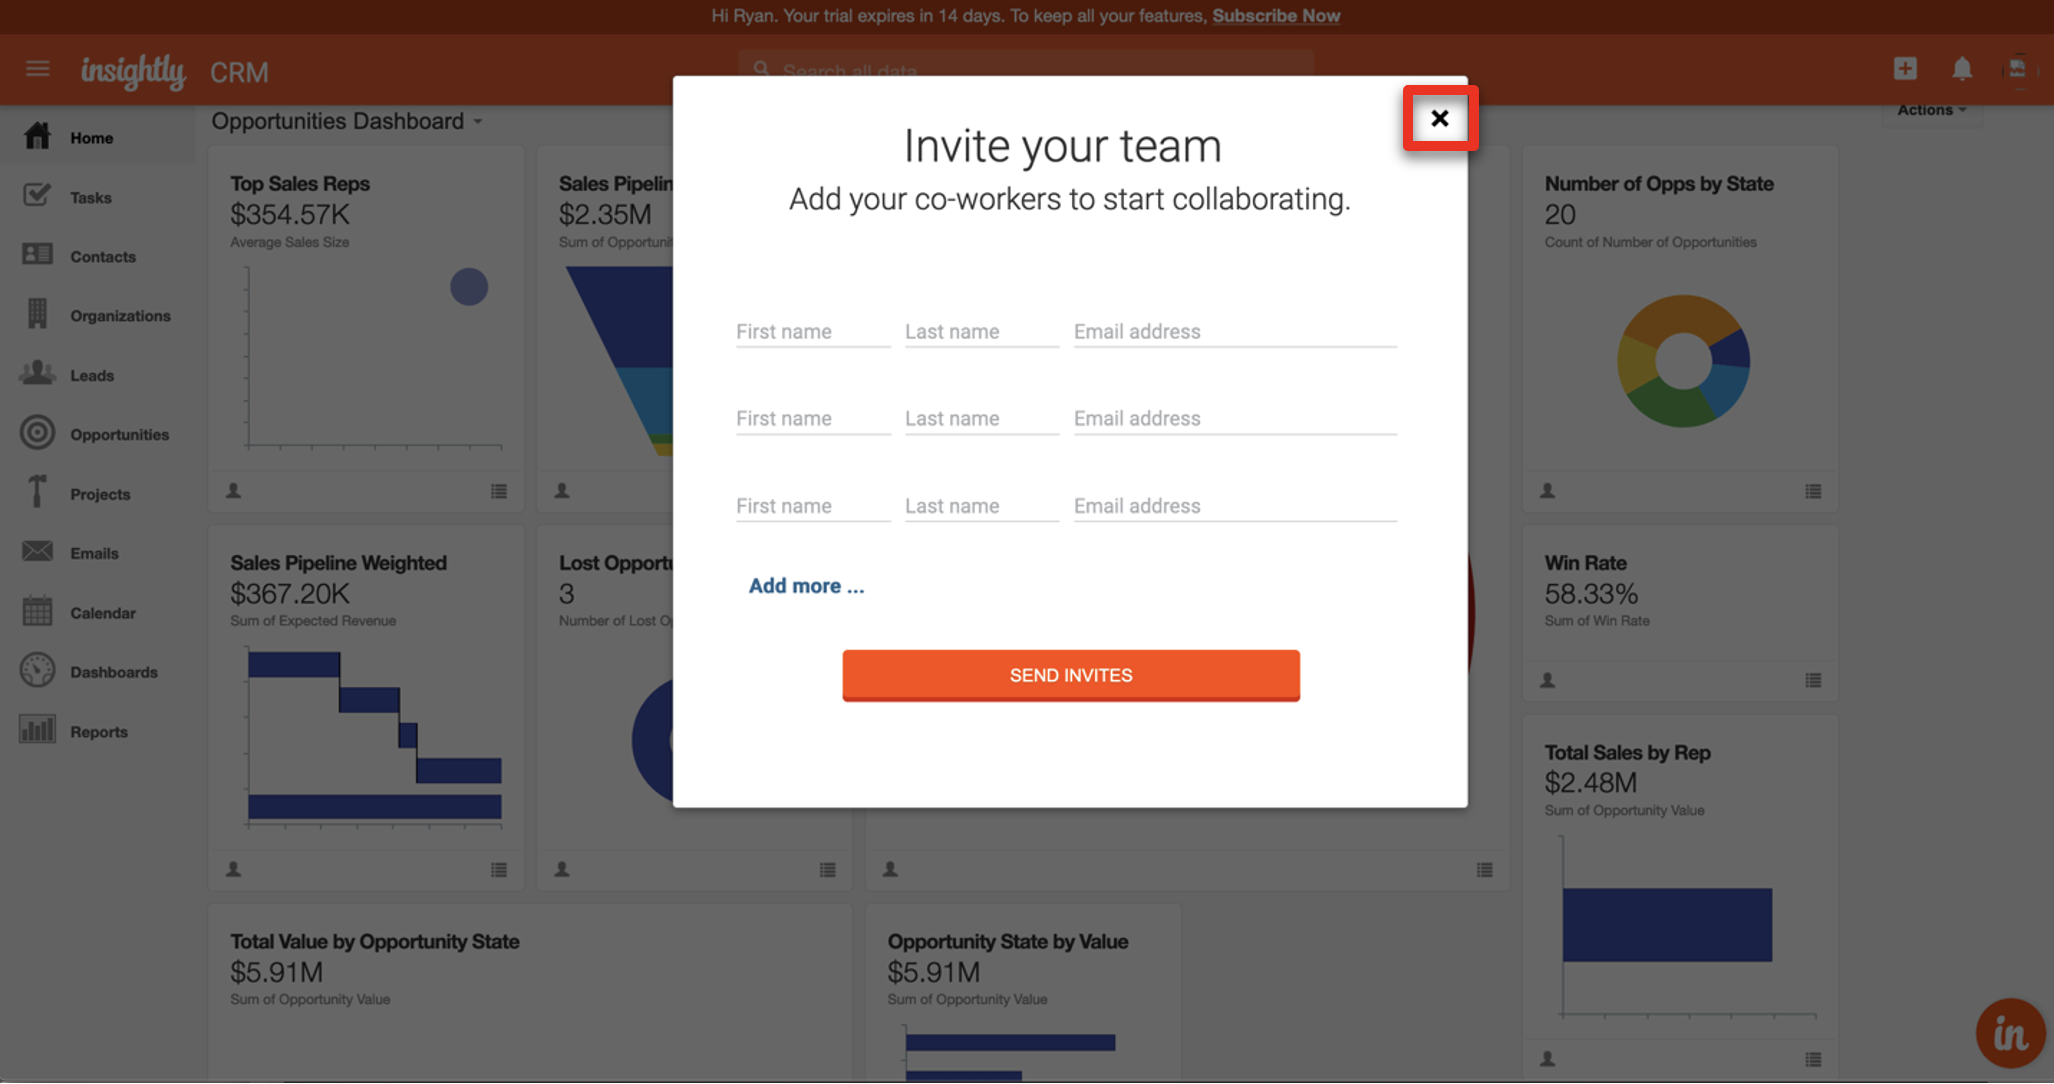 Hi Ryan. Your trial expires in 14 days. To keep all your features, Subscribe Now
insightly CRM
Search all data
Actions
Home
Tasks
Contacts
Organizations
Leads
Opportunities
Projects
Emails
Calendar
Dashboards
Reports
Opportunities Dashboard
Top Sales Reps
$354.57K
Average Sales Size
Sales Pipelin
$2.35M
Sum of Opportuni
Invite your team
Add your co-workers to start collaborating.
First name Last name Email address
First name Last name Email address
First name Last name Email address
Add more ...
SEND INVITES
Number of Opps by State
20
Count of Number of Opportunities
Sales Pipeline Weighted
$367.20K
Sum of Expected Revenue
Lost Opportu
3
Number of Lost O
Win Rate
58.33%
Sum of Win Rate
Total Sales by Rep
$2.48M
Sum of Opportunity Value
Total Value by Opportunity State
$5.91M
Sum of Opportunity Value
Opportunity State by Value
$5.91M
Sum of Opportunity Value
in